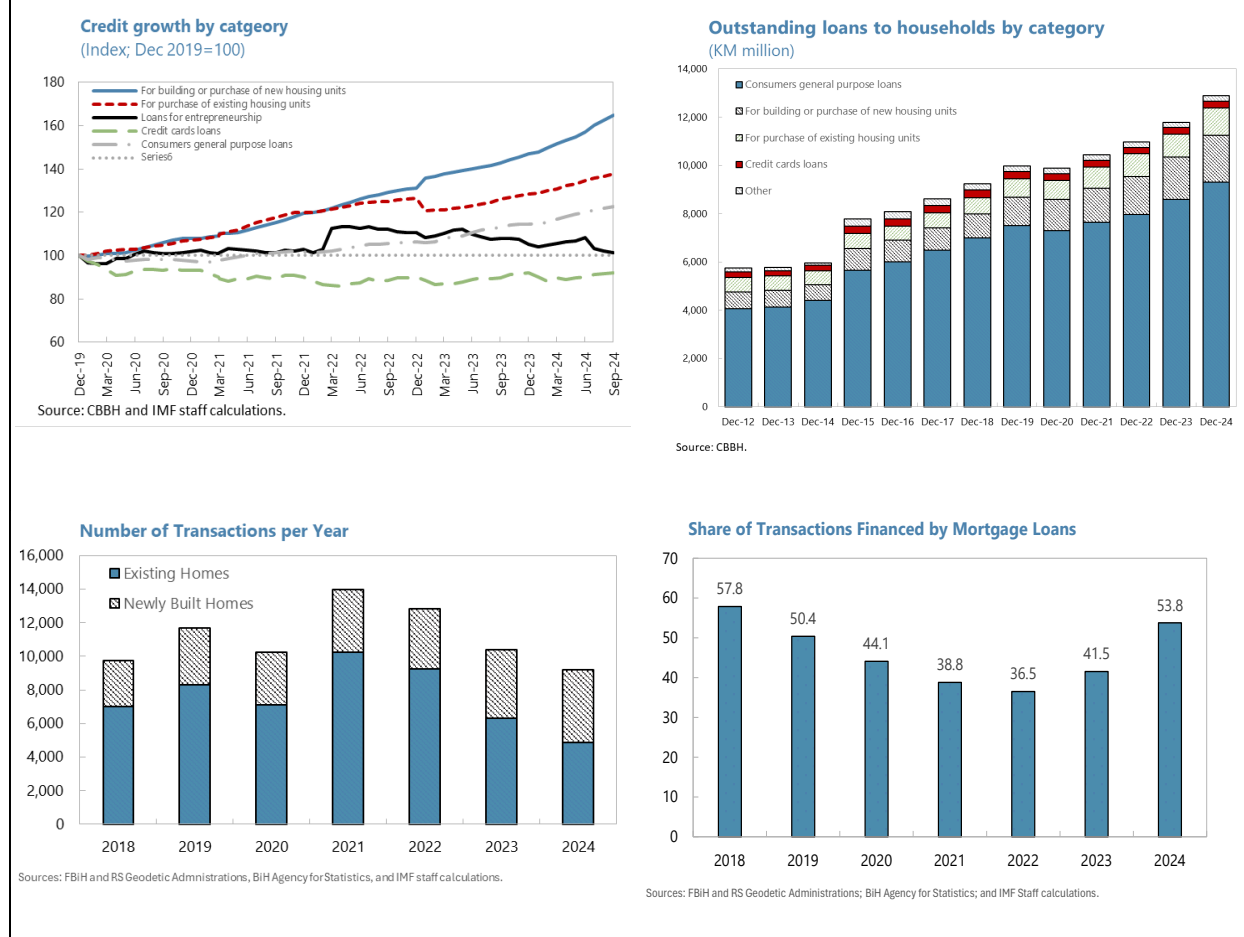 Credit growth by catgeory
(Index; Dec 2019=100)
180
160
140
120
100
80
60
For building or purchase of new housing units
For purchase of existing housing units
Loans for entrepreneurship
Credit cards loans
Consumers general purpose loans
Series6
Dec-19
Mar-20
Jun-20
Sep-20
Dec-20
Mar-21
Jun-21
Sep-21
Dec-21
Mar-22
Jun-22
Sep-22
Dec-22
Mar-23
Jun-23
Sep-23
Dec-23
Mar-24
Jun-24
Sep-24
Source: CBBH and IMF staff calculations.
Outstanding loans to households by category
(KM million)
14,000
12,000
10,000
8,000
6,000
4,000
2,000
0
Consumers general purpose loans
For building or purchase of new housing units
For purchase of existing housing units
Credit cards loans
Other
Dec-12 Dec-13 Dec-14 Dec-15 Dec-16 Dec-17 Dec-18 Dec-19 Dec-20 Dec-21 Dec-22 Dec-23 Dec-24
Source: CBBH.
Number of Transactions per Year
16,000
14,000
12,000
10,000
8,000
6,000
4,000
2,000
0
Existing Homes
Newly Built Homes
2018 2019 2020 2021 2022 2023 2024
Sources: FBiH and RS Geodetic Admnistrations, BiH Agency for Statistics, and IMF staff calculations.
Share of Transactions Financed by Mortgage Loans
70
60
50
40
30
20
10
0
57.8
50.4
44.1
38.8
36.5
41.5
53.8
2018 2019 2020 2021 2022 2023 2024
Sources: FBiH and RS Geodetic Admnistrations; BiH Agency for Statistics; and IMF Staff calculations.